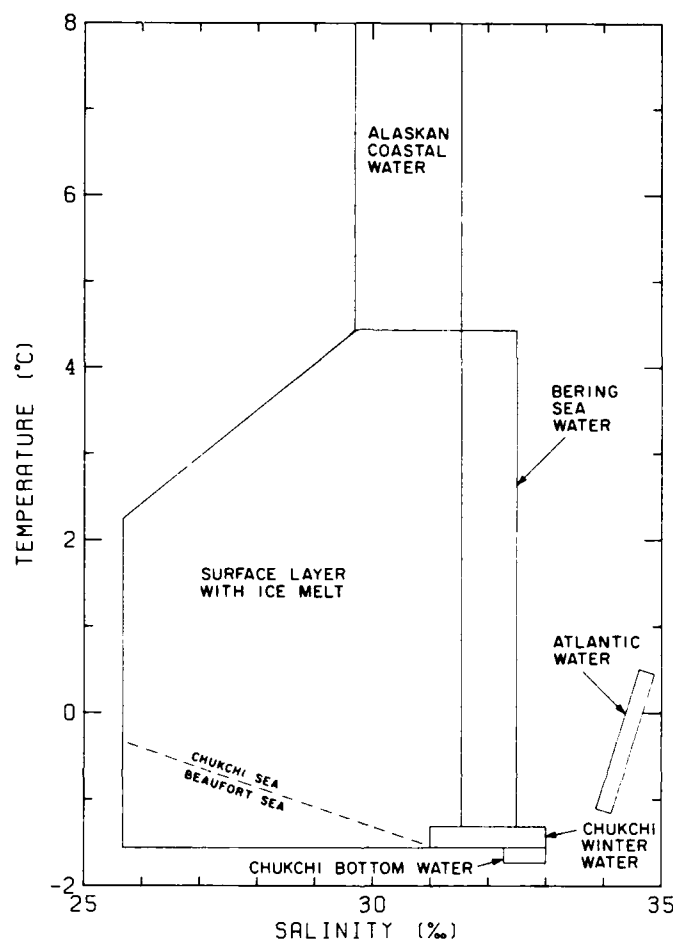 8
6
4
2
0
-2
TEMPERATURE (°C)
ALASKAN
COASTAL
WATER
BERING
SEA
WATER
SURFACE LAYER
WITH ICE MELT
ATLANTIC
WATER
CHUKCHI SEA
BEAUFORT SEA
CHUKCHI
WINTER
WATER
CHUKCHI BOTTOM WATER
25
30
35
SALINITY (‰)